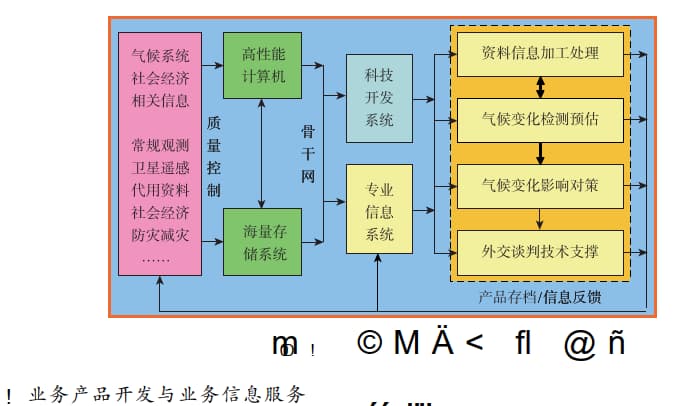 气候系统
社会经济
相关信息
常规观测
卫星遥感
代用资料
社会经济
防灾减灾
……
质量控制
高性能
计算机
海量存
储系统
骨干网
科技
开发
系统
专业
信息
系统
资料信息加工处理
气候变化检测预估
气候变化影响对策
外交谈判技术支撑
产品存档/信息反馈
! ©MÄ< fl @ñ
! 业务产品开发与业务信息服务